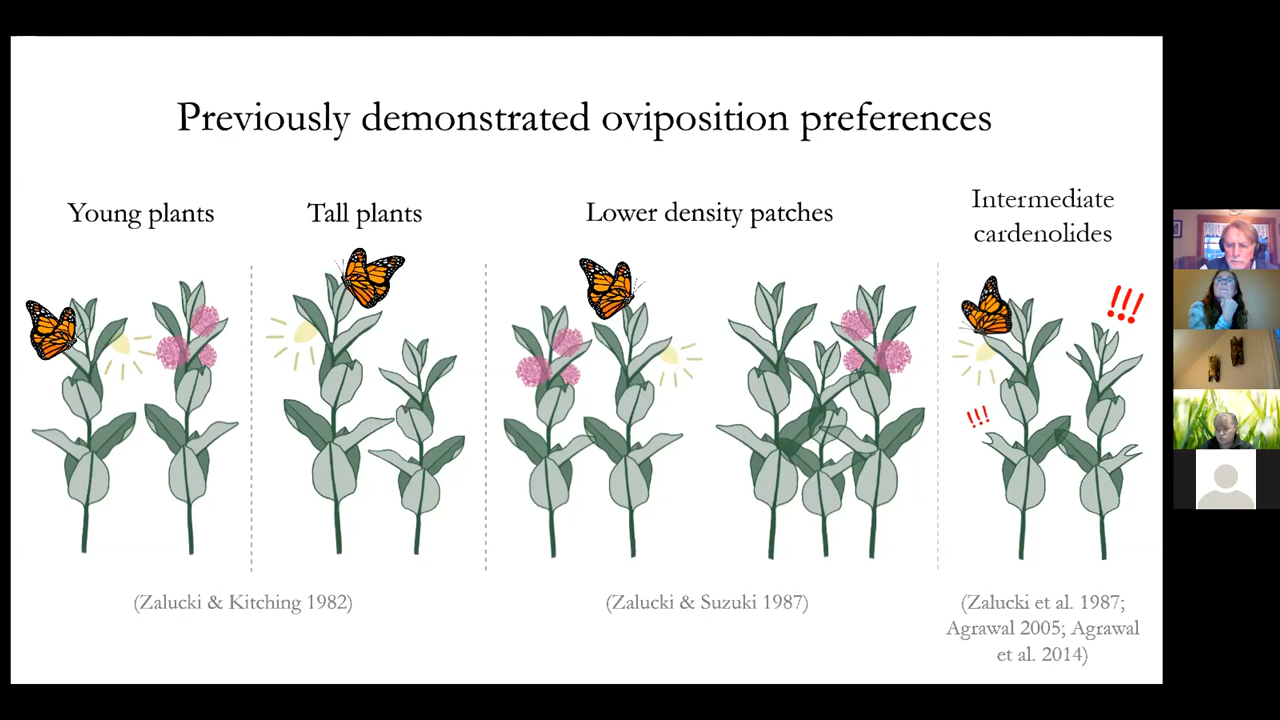 Previously demonstrated oviposition preferences
Young plants
Tall plants
Lower density patches
Intermediate
cardenolides
!!!
!!!
(Zalucki & Kitching 1982)
(Zalucki & Suzuki 1987)
(Zalucki et al. 1987;
Agrawal 2005; Agrawal
et al. 2014)